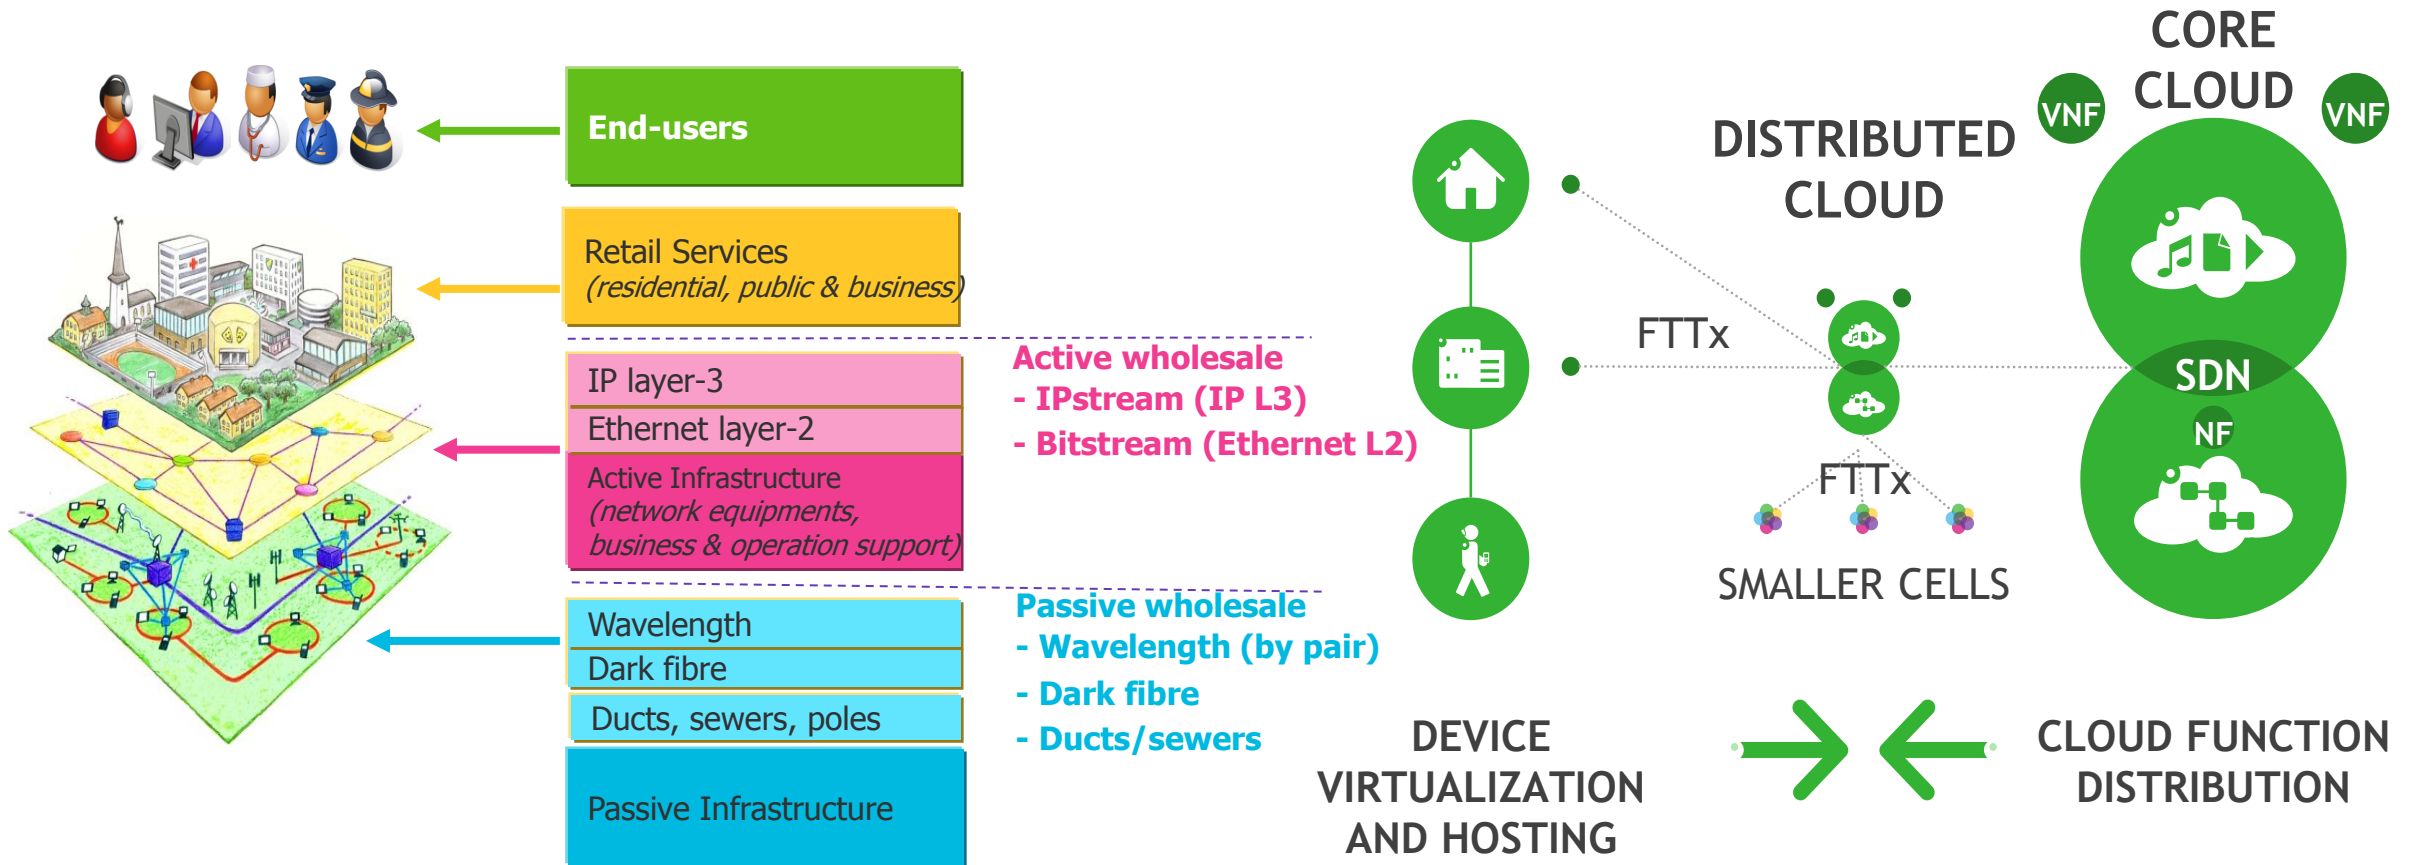 End-users
Retail Services
(residential, public & business)
IP layer-3
Ethernet layer-2
Active Infrastructure
(network equipments,
business & operation support)
Wavelength
Dark fibre
Ducts, sewers, poles
Passive Infrastructure
Active wholesale
- IPstream (IP L3)
- Bitstream (Ethernet L2)
Passive wholesale
- Wavelength (by pair)
- Dark fibre
- Ducts/sewers
DISTRIBUTED
CLOUD
FTTx
FTTx
SMALLER CELLS
CORE
CLOUD
VNF
VNF
SDN
NF
DEVICE
VIRTUALIZATION
AND HOSTING
CLOUD FUNCTION
DISTRIBUTION